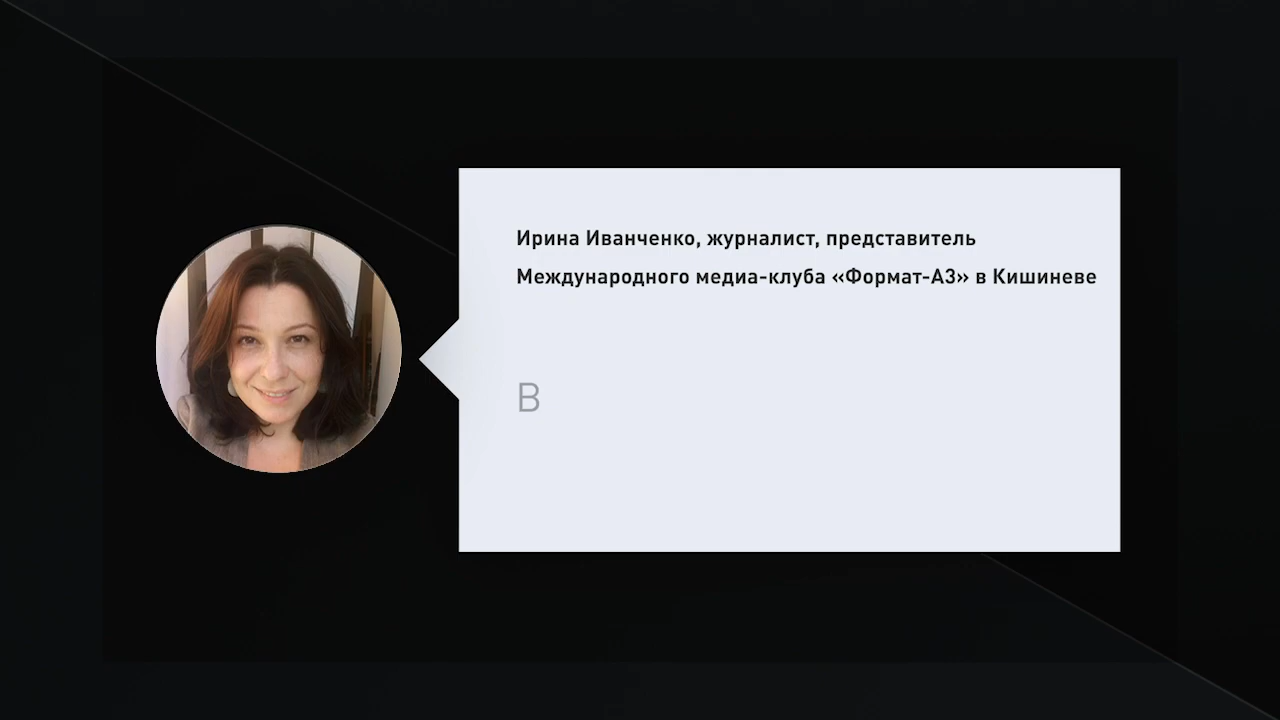 Ирина Иванченко, журналист, представитель
Международного медиа-клуба «Формат-А3» в Кишиневе
В